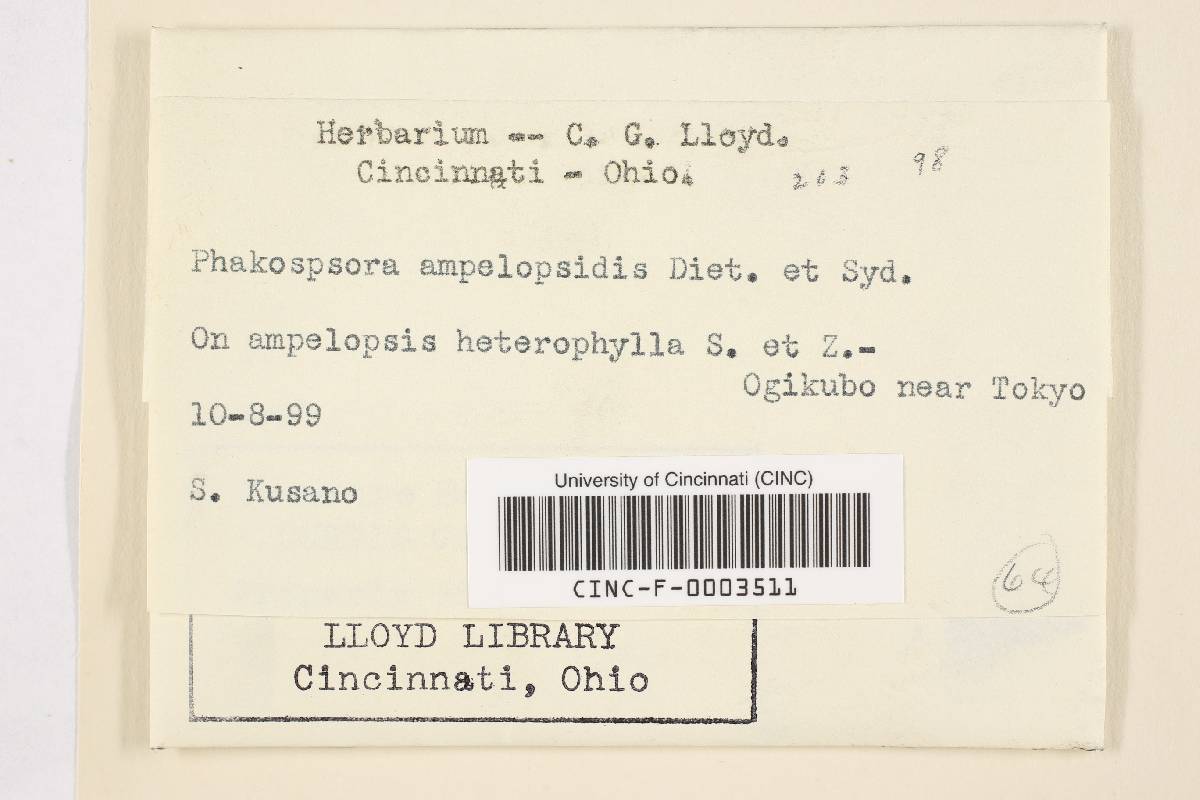 Herbarium -- C. G. Lloyd.
Cincinnati - Ohio. 203 98
Phakospsora ampelopsidis Diet. et Syd.
On ampelopsis heterophylla S. et Z.-
Ogikubo near Tokyo
10-8-99
S. Kusano
University of Cincinnati (CINC)
CINC-F-0003511
64
LLOYD LIBRARY
Cincinnati, Ohio